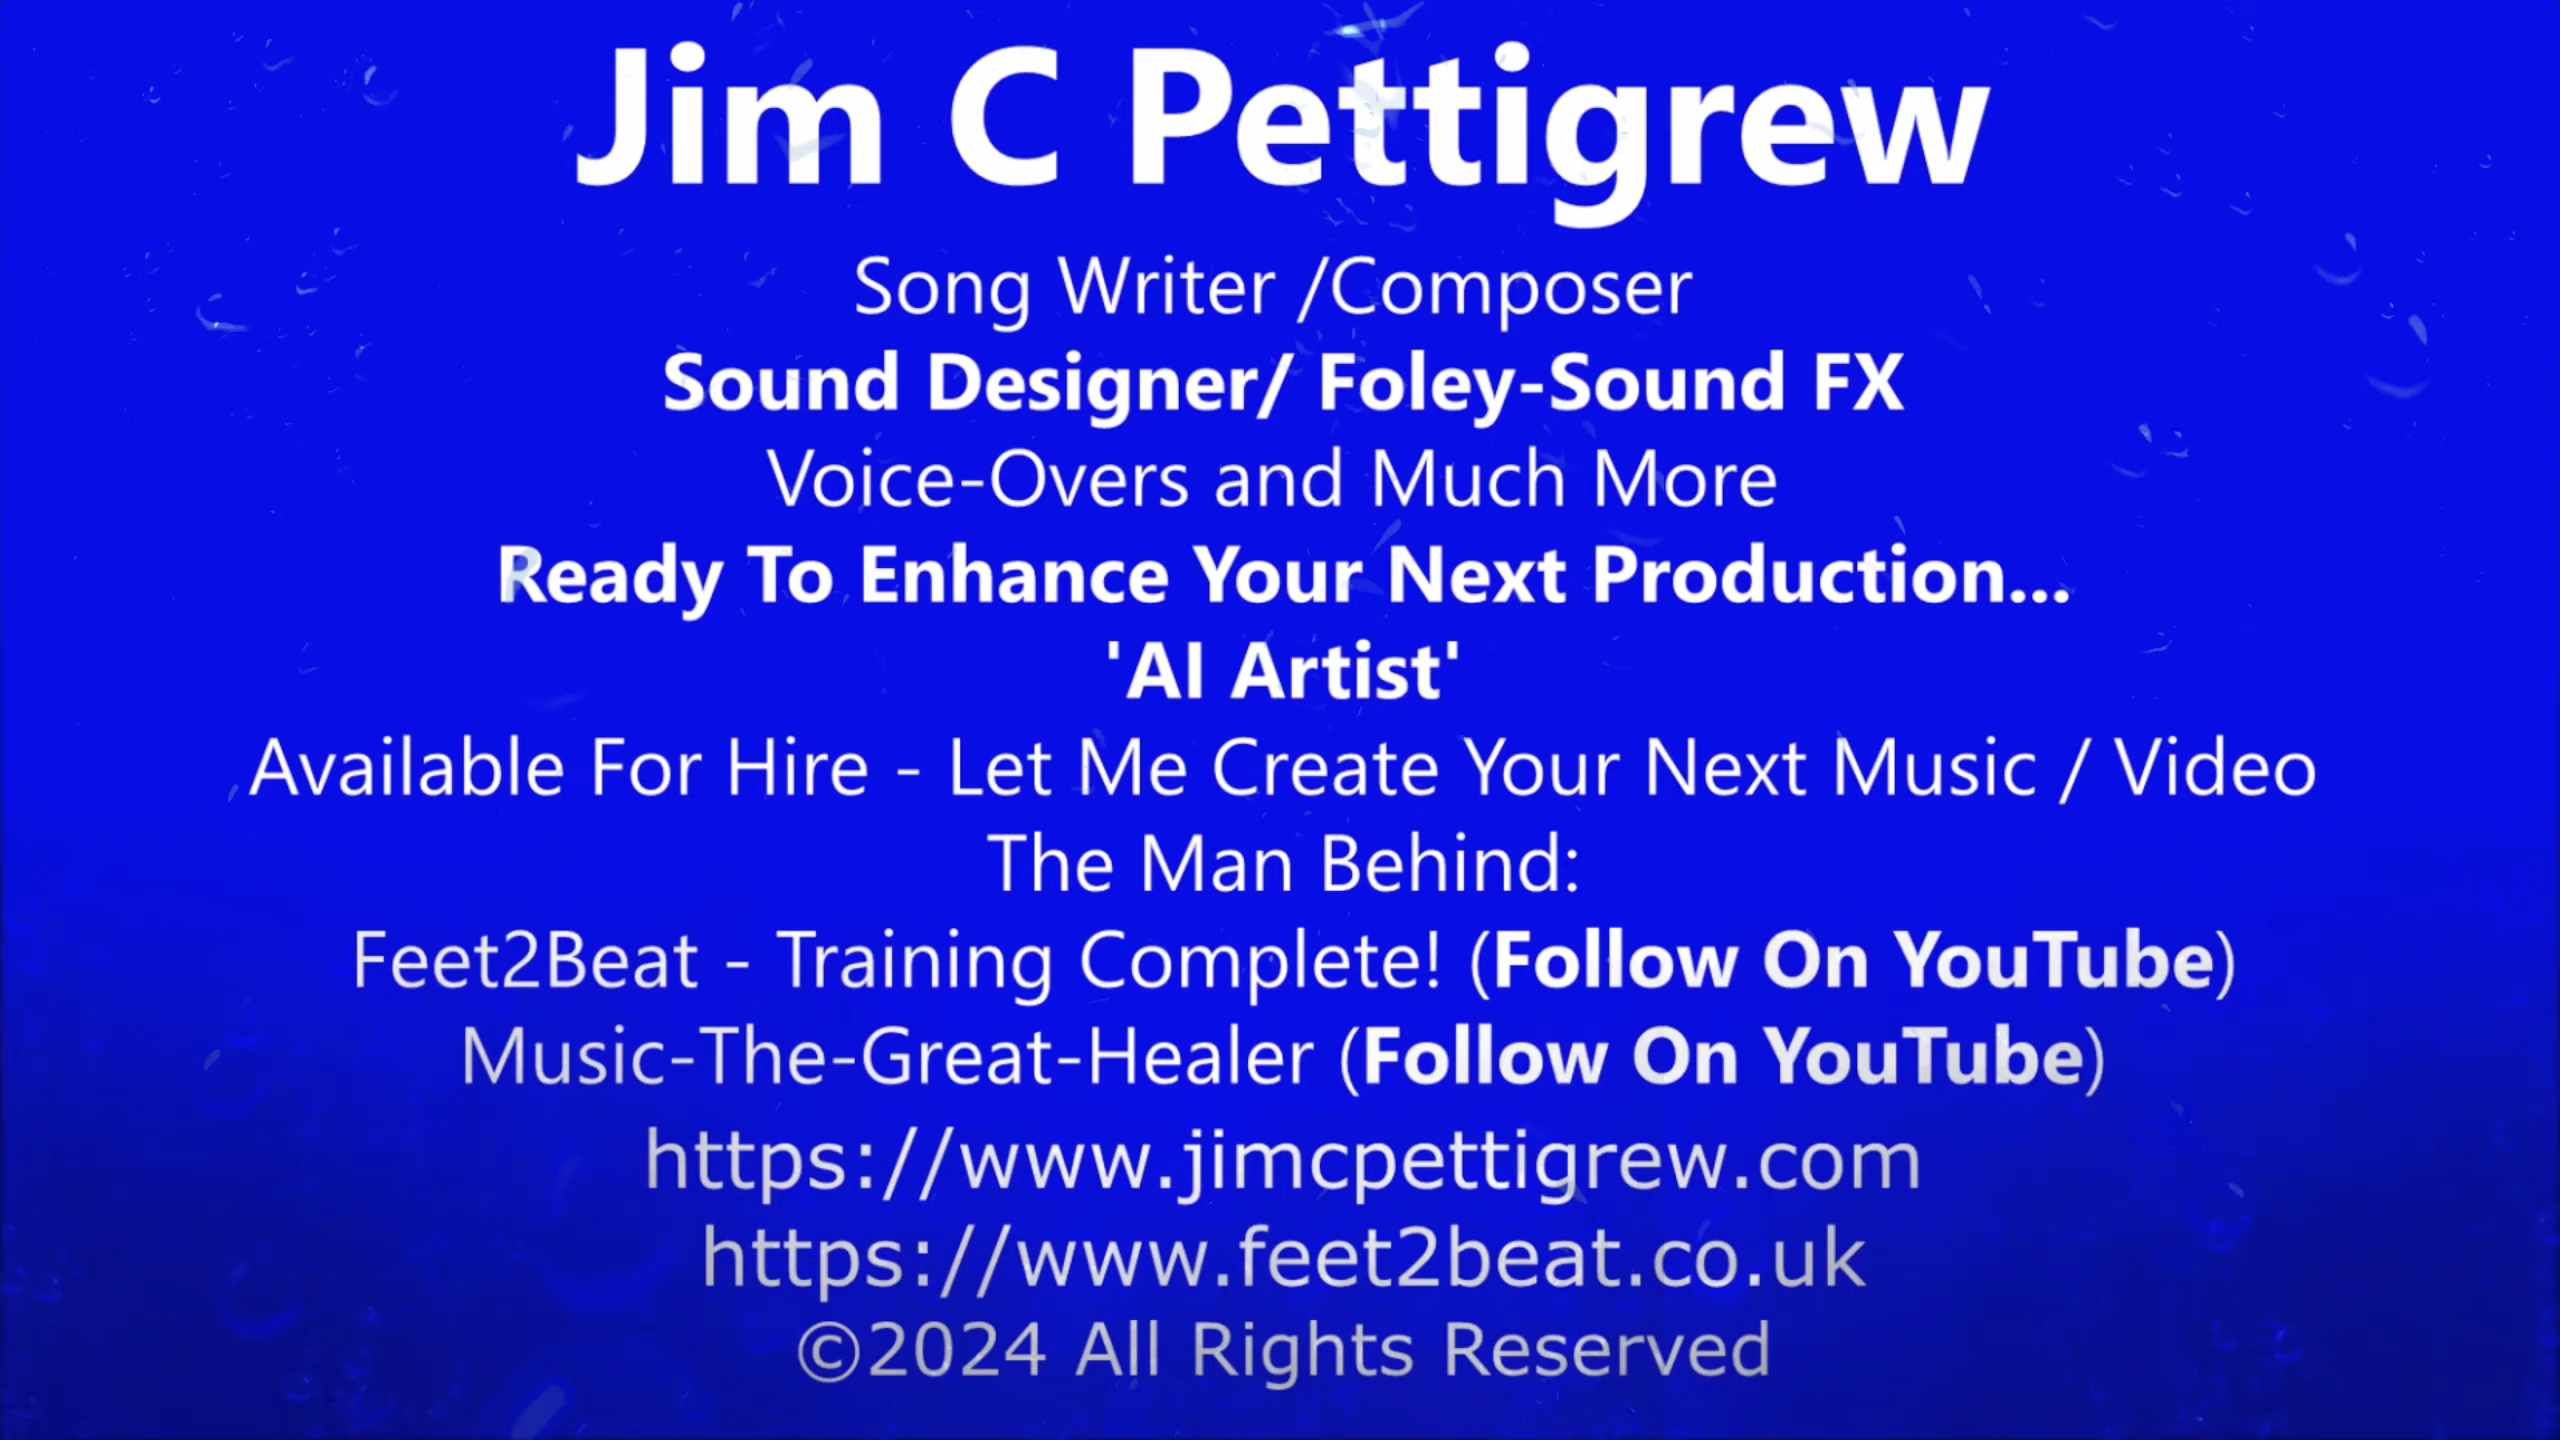 Jim C Pettigrew
Song Writer /Composer
Sound Designer/ Foley-Sound FX
Voice-Overs and Much More
Ready To Enhance Your Next Production...
'AI Artist'
Available For Hire - Let Me Create Your Next Music / Video
The Man Behind:
Feet2Beat - Training Complete! (Follow On YouTube)
Music-The-Great-Healer (Follow On YouTube)
https://www.jimcpettigrew.com
https://www.feet2beat.co.uk
©2024 All Rights Reserved